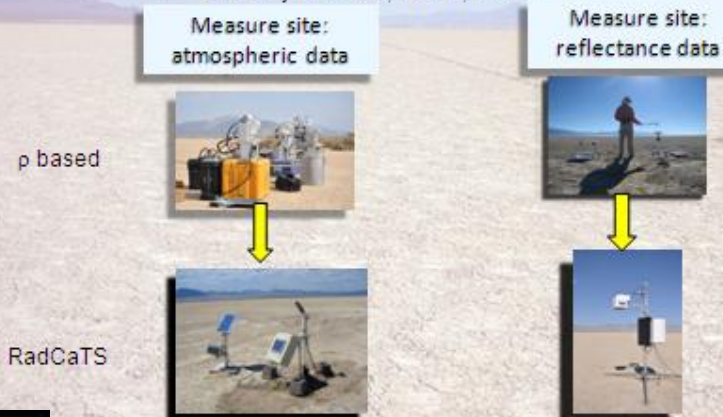 Measure site:
atmospheric data
Measure site:
reflectance data
ρ based
RadCaTS